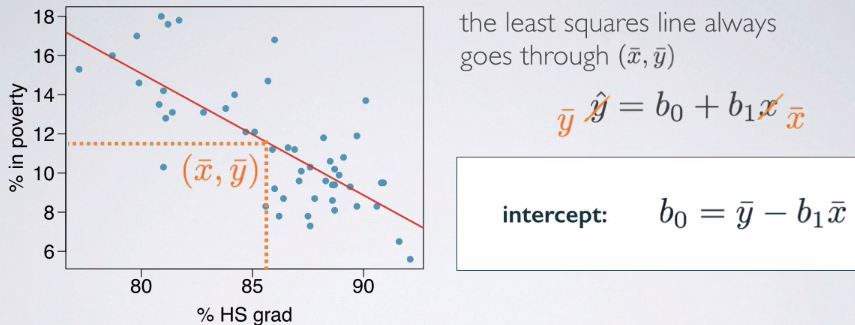 the least squares line always
goes through (x̄, ȳ)
ȳ ŷ = b₀ + b₁x x̄
intercept: b₀ = ȳ − b₁x̄
% in poverty
18
16
14
12
10
8
6
(x̄, ȳ)
80 85 90
% HS grad